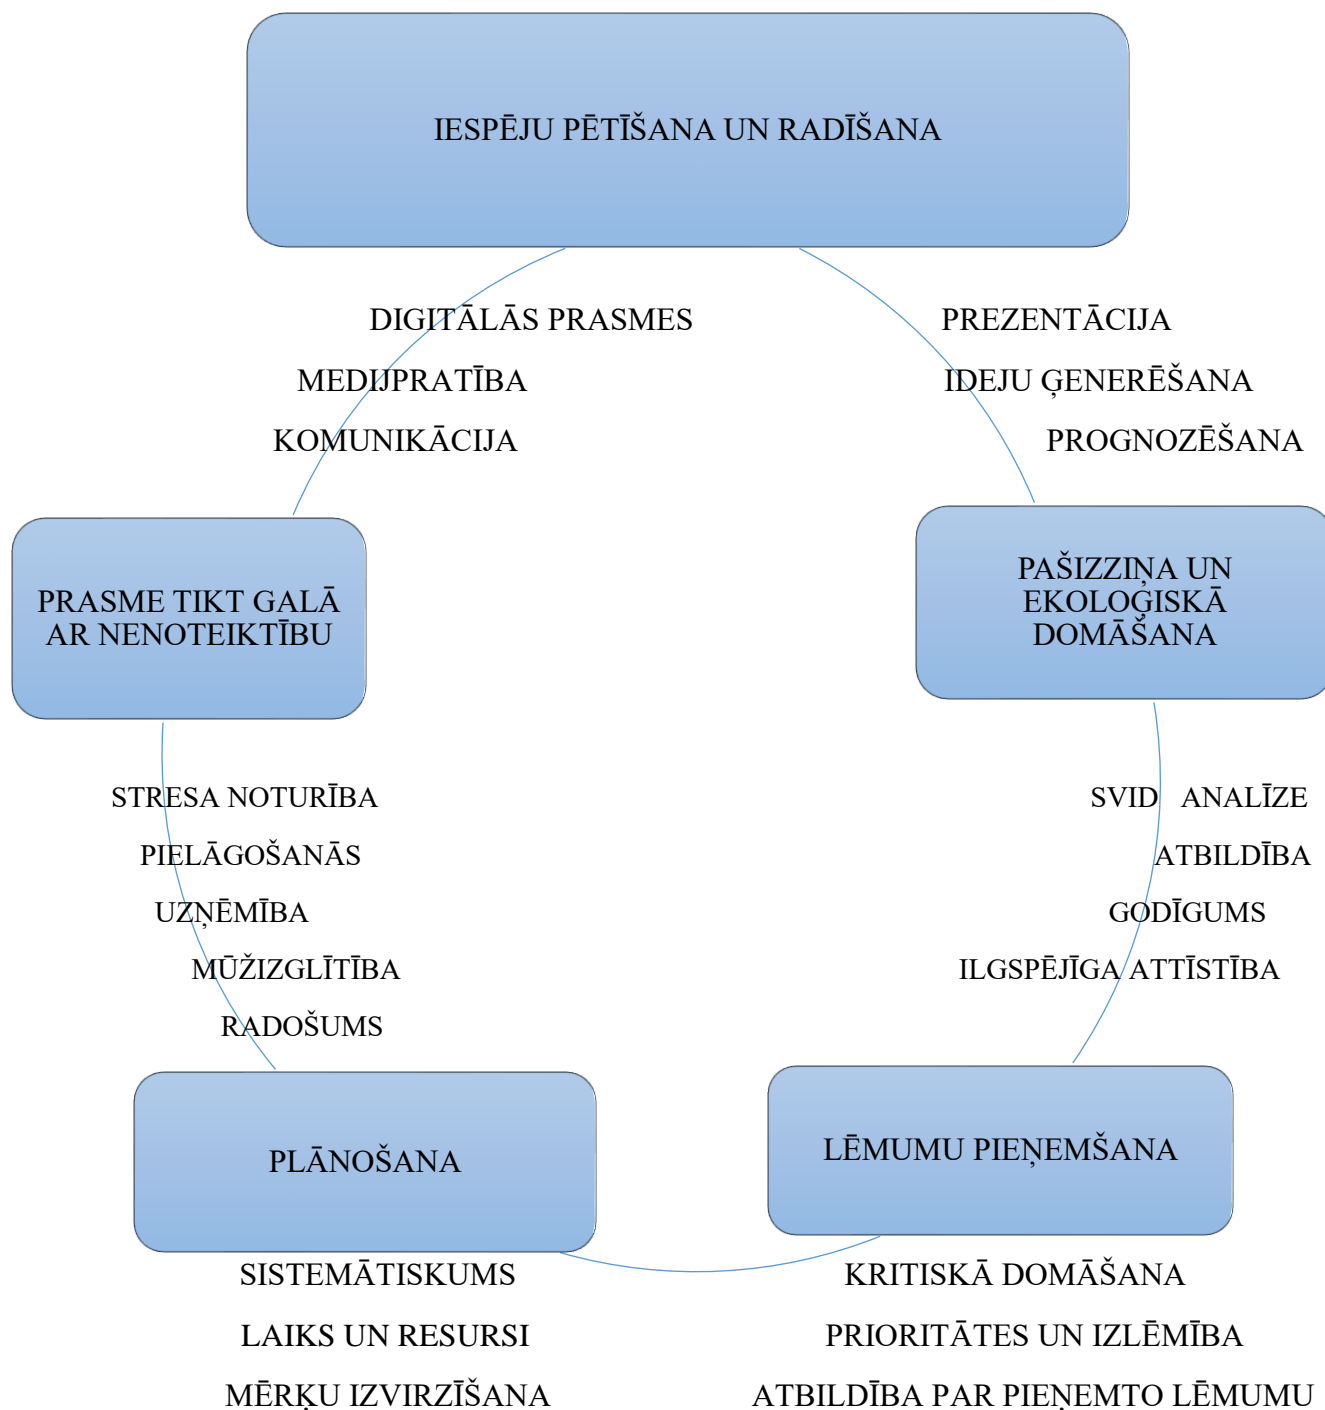 IESPĒJU PĒTĪŠANA UN RADĪŠANA
DIGITĀLĀS PRASMES
MEDIJPRATĪBA
KOMUNIKĀCIJA
PREZENTĀCIJA
IDEJU ĢENERĒŠANA
PROGNOZĒŠANA
PRASME TIKT GALĀ
AR NENOTEIKTĪBU
PAŠIZZIŅA UN
EKOLOĢISKĀ
DOMĀŠANA
STRESA NOTURĪBA
PIELĀGOŠANĀS
UZŅĒMĪBA
MŪŽIZGLĪTĪBA
RADOŠUMS
SVID ANALĪZE
ATBILDĪBA
GODĪGUMS
ILGSPĒJĪGA ATTĪSTĪBA
PLĀNOŠANA
SISTEMĀTISKUMS
LAIKS UN RESURSI
MĒRĶU IZVIRZĪŠANA
LĒMUMU PIEŅEMŠANA
KRITISKĀ DOMĀŠANA
PRIORITĀTES UN IZLĒMĪBA
ATBILDĪBA PAR PIEŅEMTO LĒMUMU